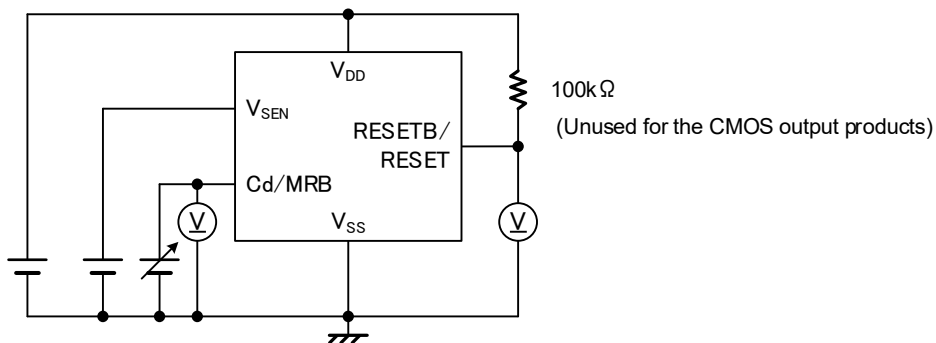 V_DD
100kΩ
V_SEN
(Unused for the CMOS output products)
RESETB/
RESET
Cd/MRB
V
V_SS
V